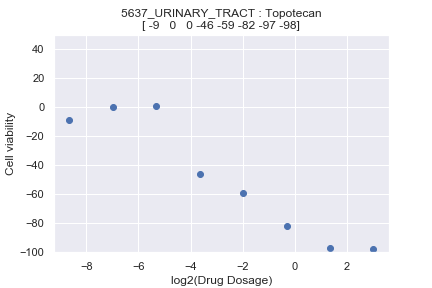 5637_URINARY_TRACT : Topotecan
[ -9 0 0 -46 -59 -82 -97 -98]
40
20
0
−20
−40
−60
−80
−100
Cell viability
−8 −6 −4 −2 0 2
log2(Drug Dosage)